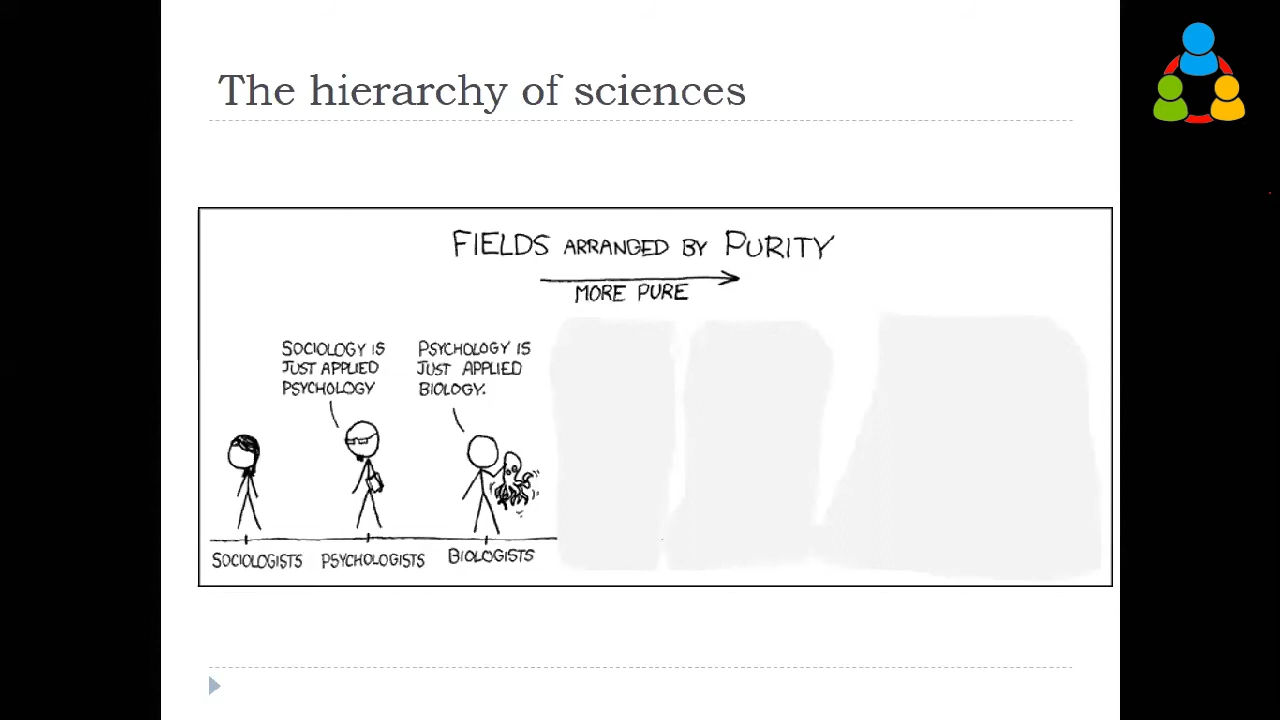 The hierarchy of sciences
FIELDS ARRANGED BY PURITY
MORE PURE
SOCIOLOGY IS
JUST APPLIED
PSYCHOLOGY
PSYCHOLOGY IS
JUST APPLIED
BIOLOGY.
SOCIOLOGISTS
PSYCHOLOGISTS
BIOLOGISTS